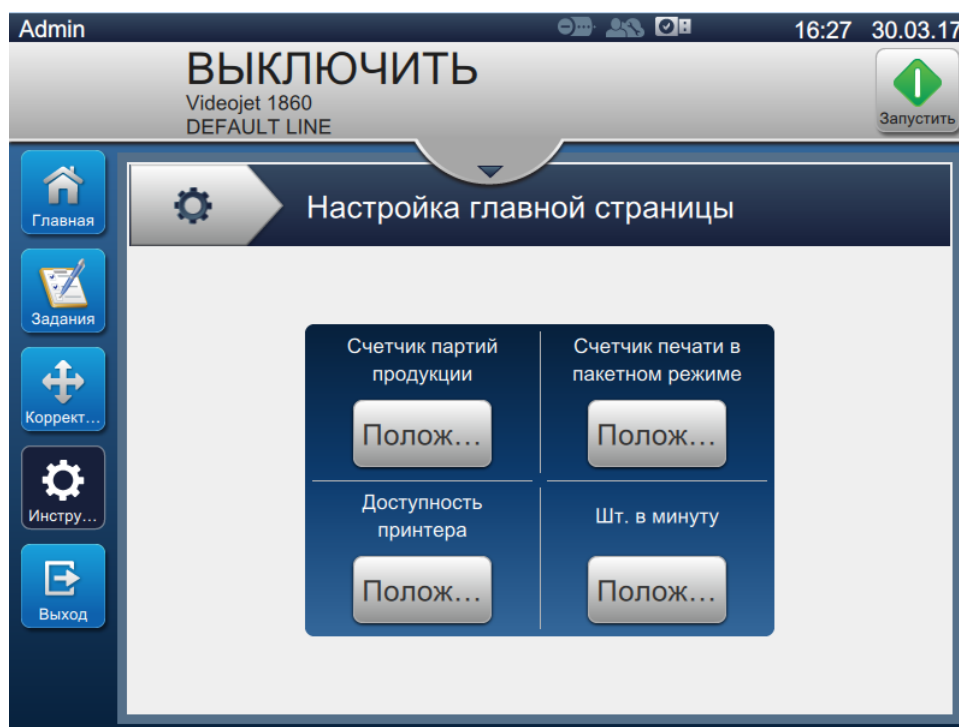 Admin
16:27 30.03.17
ВЫКЛЮЧИТЬ
Videojet 1860
DEFAULT LINE
Запустить
Главная
Задания
Коррект...
Инстру...
Выход
Настройка главной страницы
Счетчик партий
продукции
Полож...
Счетчик печати в
пакетном режиме
Полож...
Доступность
принтера
Полож...
Шт. в минуту
Полож...